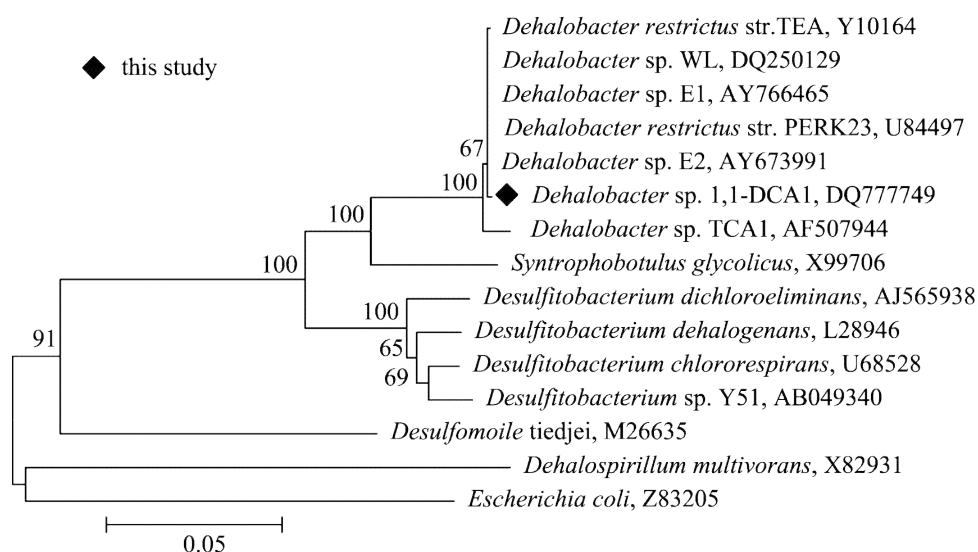 Dehalobacter restrictus str.TEA, Y10164
this study
Dehalobacter sp. WL, DQ250129
Dehalobacter sp. E1, AY766465
Dehalobacter restrictus str. PERK23, U84497
67
Dehalobacter sp. E2, AY673991
100
Dehalobacter sp. 1,1-DCA1, DQ777749
100
Dehalobacter sp. TCA1, AF507944
100
Syntrophobotulus glycolicus, X99706
100
Desulfitobacterium dichloroeliminans, AJ565938
91
Desulfitobacterium dehalogenans, L28946
65
Desulfitobacterium chlororespirans, U68528
69
Desulfitobacterium sp. Y51, AB049340
Desulfomoile tiedjei, M26635
Dehalospirillum multivorans, X82931
Escherichia coli, Z83205
0.05